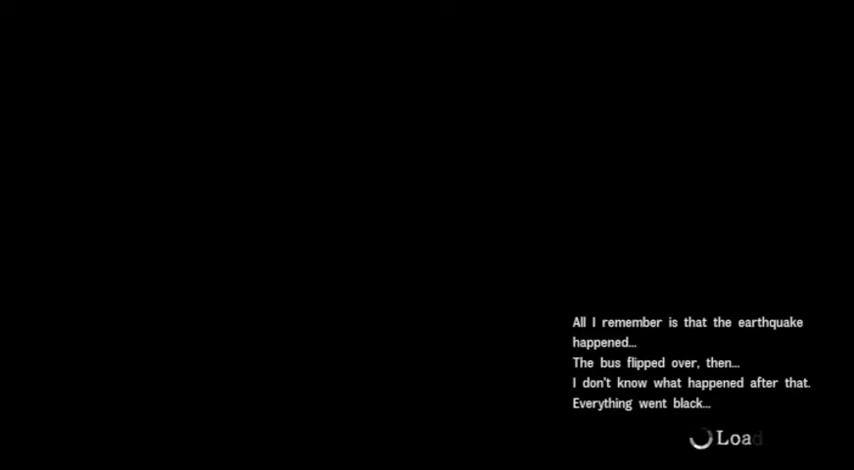 All I remember is that the earthquake
happened...
The bus flipped over, then...
I don't know what happened after that.
Everything went black...
Load